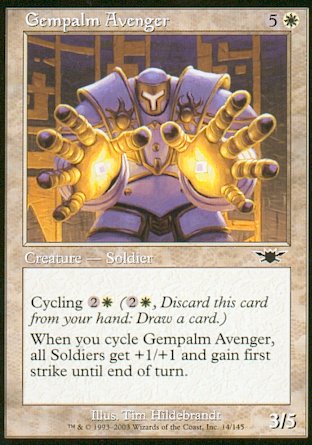 Gempalm Avenger 5
Creature — Soldier
Cycling 2 (2, Discard this card
from your hand: Draw a card.)
When you cycle Gempalm Avenger,
all Soldiers get +1/+1 and gain first
strike until end of turn.
Illus. Tim Hildebrandt
™ & © 1993–2003 Wizards of the Coast, Inc. 14/145
3/5